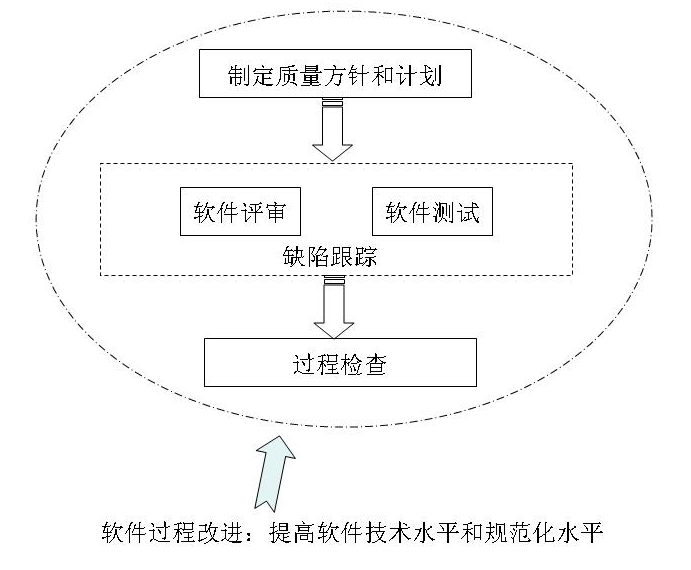 制定质量方针和计划
软件评审
软件测试
缺陷跟踪
过程检查
软件过程改进：提高软件技术水平和规范化水平